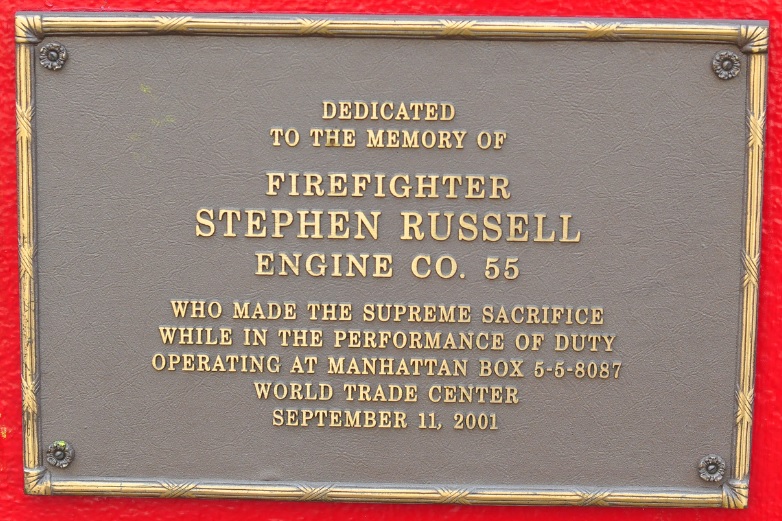 DEDICATED
TO THE MEMORY OF
FIREFIGHTER
STEPHEN RUSSELL
ENGINE CO. 55
WHO MADE THE SUPREME SACRIFICE
WHILE IN THE PERFORMANCE OF DUTY
OPERATING AT MANHATTAN BOX 5-5-8087
WORLD TRADE CENTER
SEPTEMBER 11, 2001